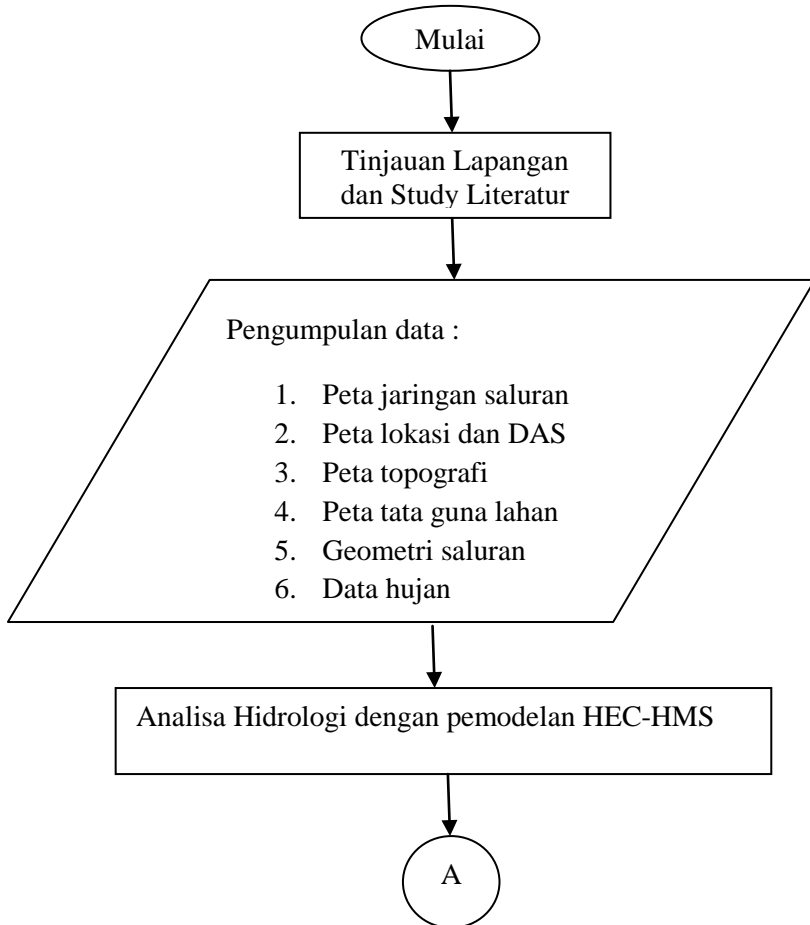 Mulai
Tinjauan Lapangan
dan Study Literatur
Pengumpulan data :
1. Peta jaringan saluran
2. Peta lokasi dan DAS
3. Peta topografi
4. Peta tata guna lahan
5. Geometri saluran
6. Data hujan
Analisa Hidrologi dengan pemodelan HEC-HMS
A